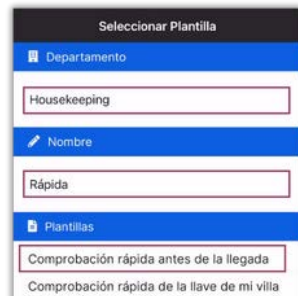 Seleccionar Plantilla
Departamento
Housekeeping
Nombre
Rápida
Plantillas
Comprobación rápida antes de la llegada
Comprobación rápida de la llave de mi villa